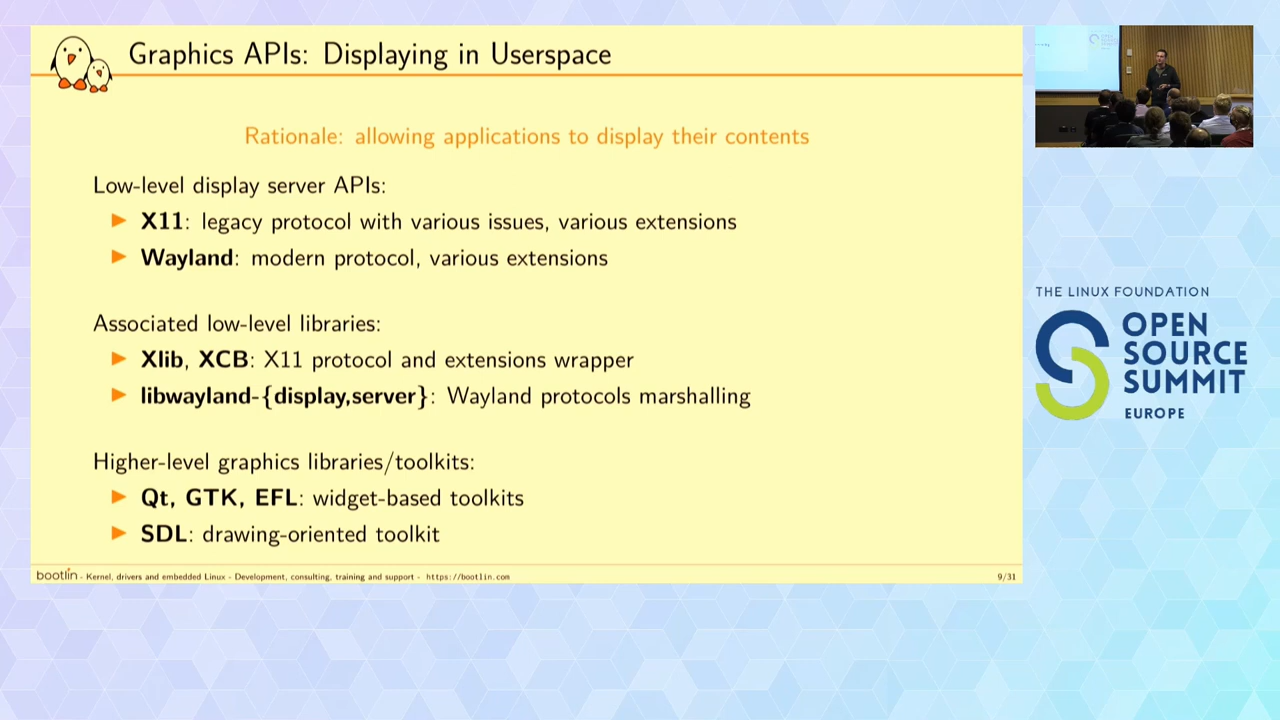 Graphics APIs: Displaying in Userspace
Rationale: allowing applications to display their contents
Low-level display server APIs:
▶ X11: legacy protocol with various issues, various extensions
▶ Wayland: modern protocol, various extensions
Associated low-level libraries:
▶ Xlib, XCB: X11 protocol and extensions wrapper
▶ libwayland-{display,server}: Wayland protocols marshalling
Higher-level graphics libraries/toolkits:
▶ Qt, GTK, EFL: widget-based toolkits
▶ SDL: drawing-oriented toolkit
bootlin - Kernel, drivers and embedded Linux - Development, consulting, training and support - https://bootlin.com
9/31
THE LINUX FOUNDATION
OPEN
SOURCE
SUMMIT
EUROPE